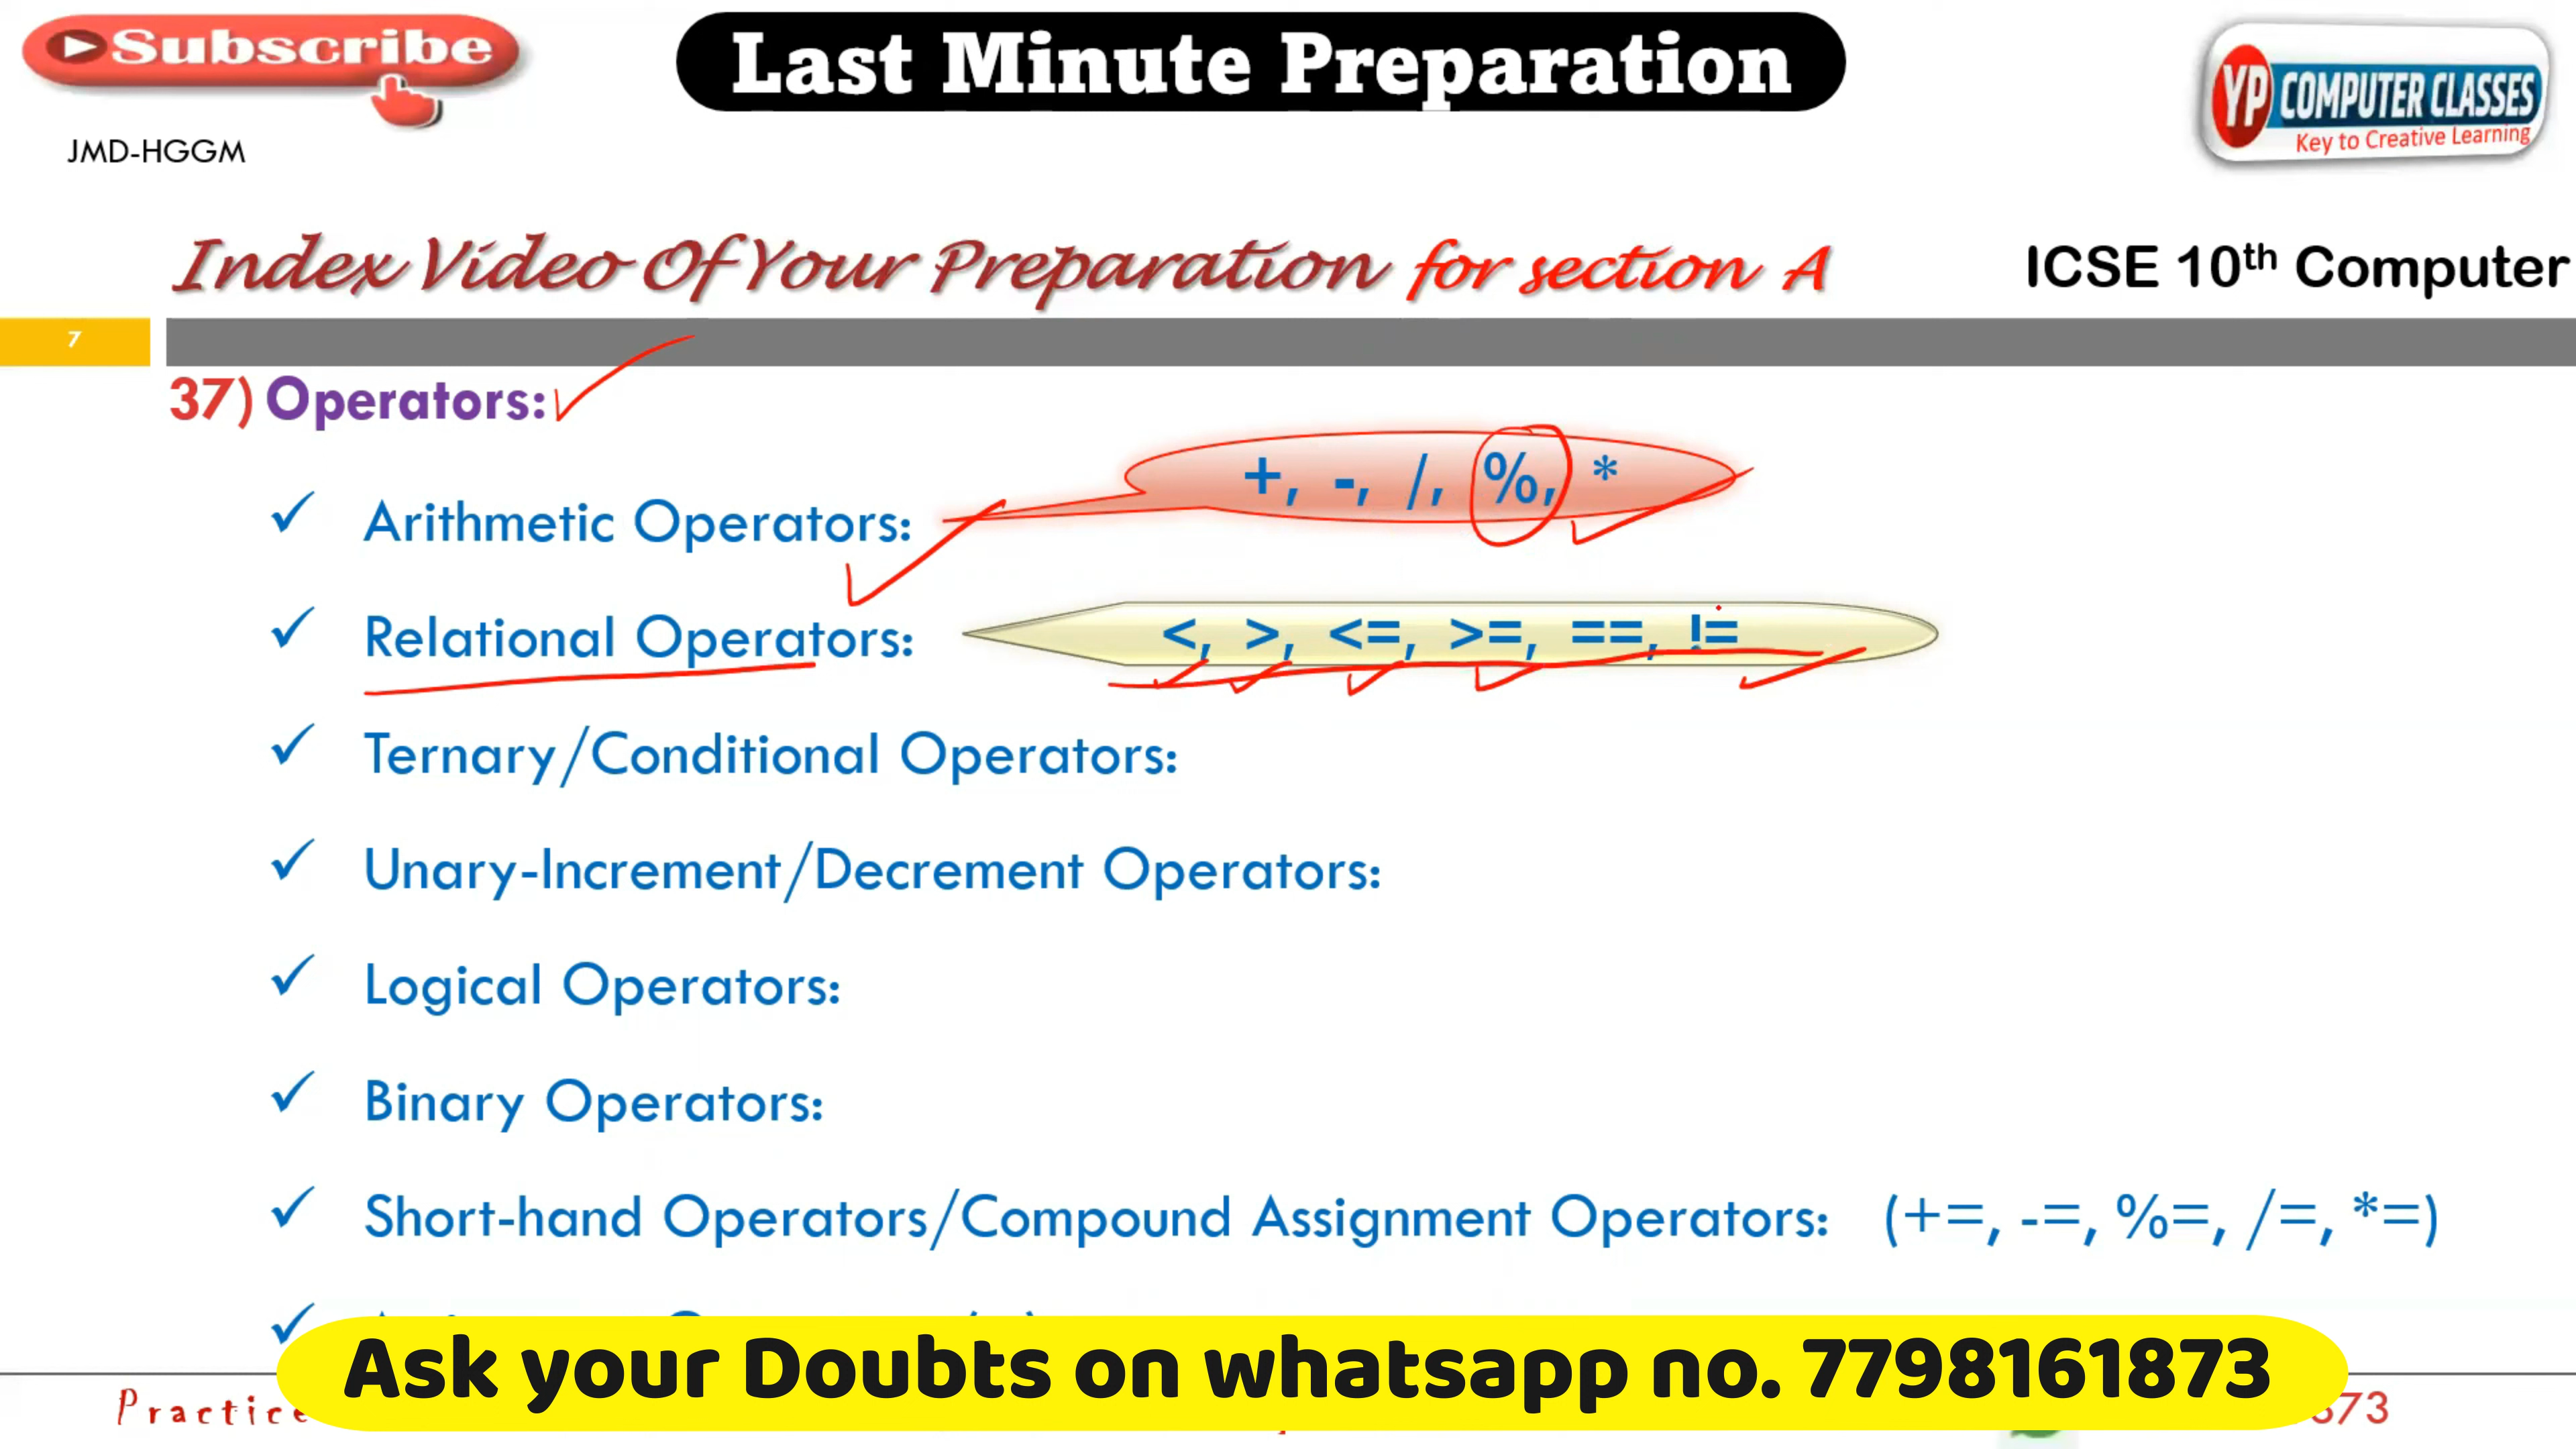 Subscribe
Last Minute Preparation
YP COMPUTER CLASSES
Key to Creative Learning
JMD-HGGM
Index Video Of Your Preparation for section A
ICSE 10th Computer
7
37) Operators:
✓ Arithmetic Operators:
+, -, /, %, *
✓ Relational Operators:
<, >, <=, >=, ==, !=
✓ Ternary/Conditional Operators:
✓ Unary-Increment/Decrement Operators:
✓ Logical Operators:
✓ Binary Operators:
✓ Short-hand Operators/Compound Assignment Operators: (+=, -=, %=, /=, *=)
Ask your Doubts on whatsapp no. 7798161873
Practice